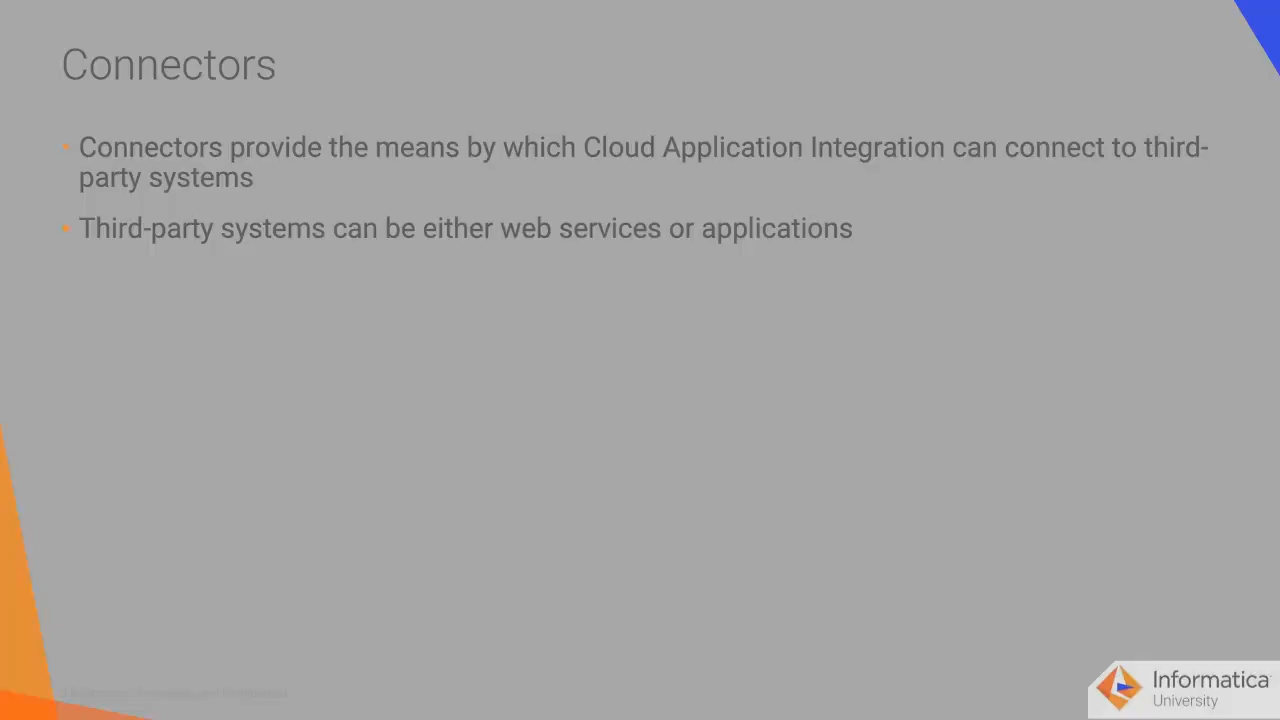 Connectors
• Connectors provide the means by which Cloud Application Integration can connect to third-
party systems
• Third-party systems can be either web services or applications
Informatica
University